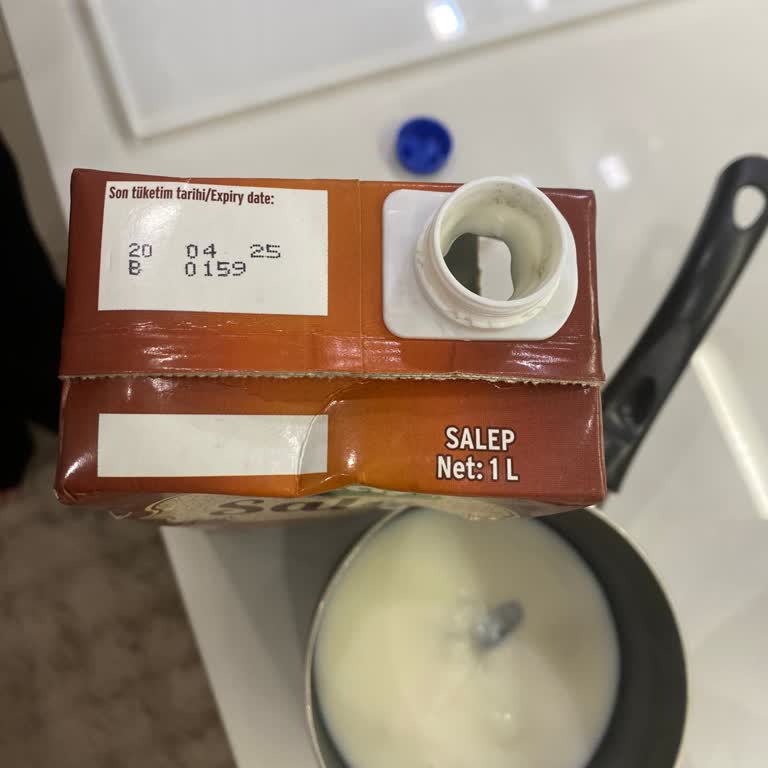 Son tüketim tarihi/Expiry date:
20 04 25
B 0159
SALEP
Net: 1 L